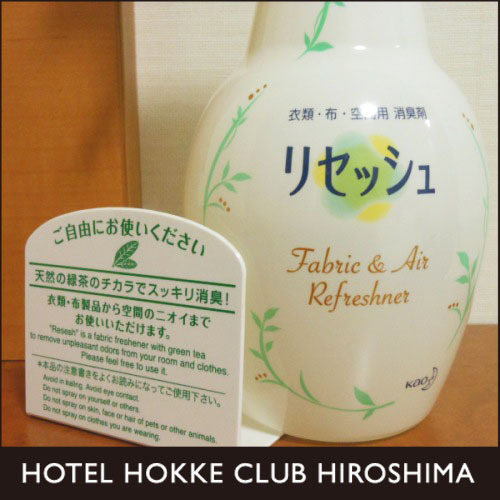 衣類・布・空間用 消臭剤
リセッシュ
Fabric & Air
Refreshner
Kao
ご自由にお使いください
天然の緑茶のチカラでスッキリ消臭！
衣類・布製品から空間のニオイまで
お使いいただけます。
"Resesh" is a fabric freshener with green tea
to remove unpleasant odors from your room and clothes.
Please feel free to use it.
＊本品の注意書きをよくお読みになってご使用下さい。
Avoid in haling. Avoid eye contact.
Do not spray on yourself or others.
Do not spray on skin, face or hair of pets or other animals.
Do not spray on clothes you are wearing.
HOTEL HOKKE CLUB HIROSHIMA